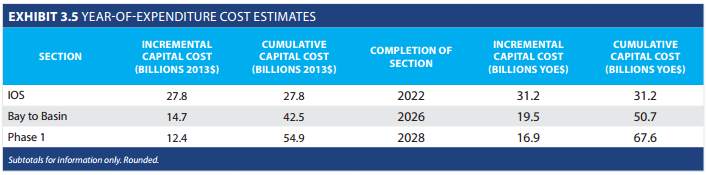 EXHIBIT 3.5 YEAR-OF-EXPENDITURE COST ESTIMATES
SECTION INCREMENTAL CAPITAL COST (BILLIONS 2013$) CUMULATIVE CAPITAL COST (BILLIONS 2013$) COMPLETION OF SECTION INCREMENTAL CAPITAL COST (BILLIONS YOE$) CUMULATIVE CAPITAL COST (BILLIONS YOE$)
IOS 27.8 27.8 2022 31.2 31.2
Bay to Basin 14.7 42.5 2026 19.5 50.7
Phase 1 12.4 54.9 2028 16.9 67.6
Subtotals for information only. Rounded.